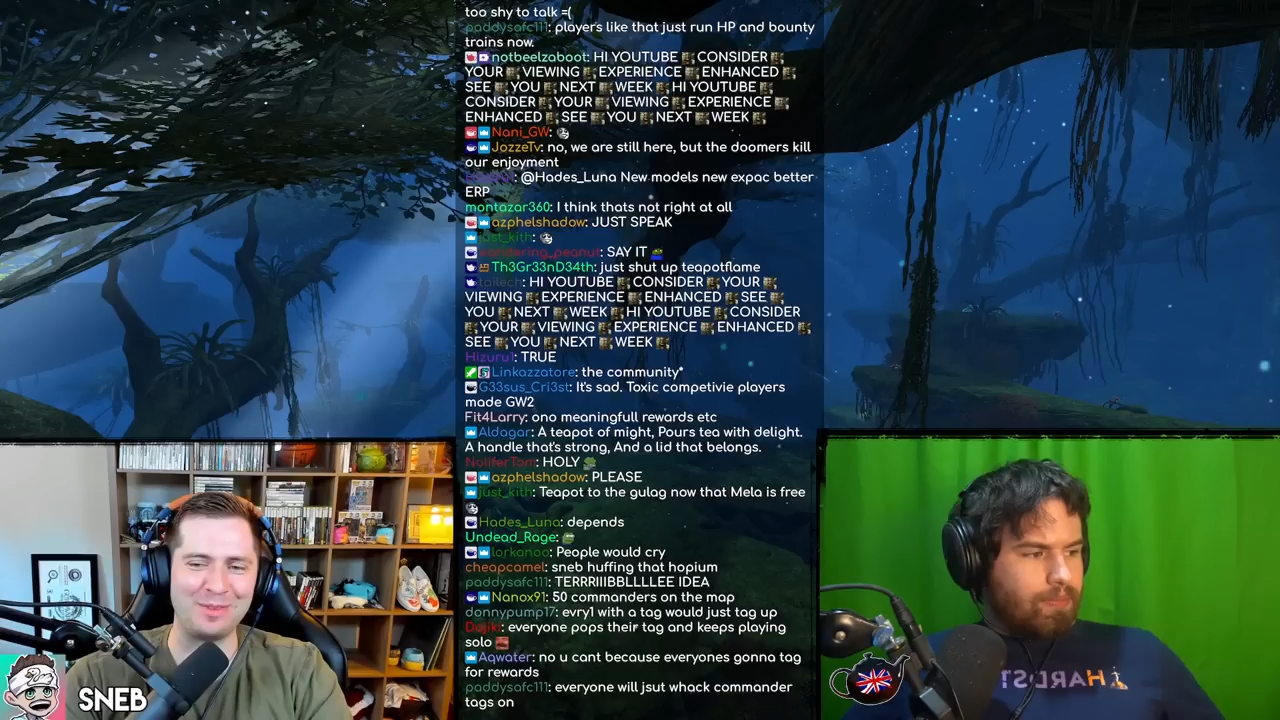 too shy to talk =(
paddysafc111: players like that just run HP and bounty
trains now.
notbeelzaboot: HI YOUTUBE CONSIDER
YOUR VIEWING EXPERIENCE ENHANCED
SEE YOU NEXT WEEK HI YOUTUBE
CONSIDER YOUR VIEWING EXPERIENCE
ENHANCED SEE YOU NEXT WEEK
Nani_GW:
JozzeTv: no, we are still here, but the doomers kill
our enjoyment
: @Hades_Luna New models new expac better
ERP
montazar360: I think thats not right at all
azphelshadow: JUST SPEAK
just_kith:
wandering_peanut: SAY IT
Th3Gr33nD34th: just shut up teapotflame
: HI YOUTUBE CONSIDER YOUR
VIEWING EXPERIENCE ENHANCED SEE
YOU NEXT WEEK HI YOUTUBE CONSIDER
YOUR VIEWING EXPERIENCE ENHANCED
SEE YOU NEXT WEEK
Hizuru1: TRUE
Linkazzatore: the community*
G33sus_Cri3st: It's sad. Toxic competivie players
made GW2
Fit4Larry: ono meaningfull rewards etc
Aldagar: A teapot of might, Pours tea with delight.
A handle that's strong, And a lid that belongs.
NoliferTom: HOLY
azphelshadow: PLEASE
just_kith: Teapot to the gulag now that Mela is free
Hades_Luna: depends
Undead_Rage:
lorkanoo: People would cry
cheapcamel: sneb huffing that hopium
paddysafc111: TERRRIIIBBLLLLEE IDEA
Nanox91: 50 commanders on the map
donnypump17: evry1 with a tag would just tag up
: everyone pops their tag and keeps playing
solo
Aqwater: no u cant because everyones gonna tag
for rewards
paddysafc111: everyone will jsut whack commander
tags on
SNEB
HARDST